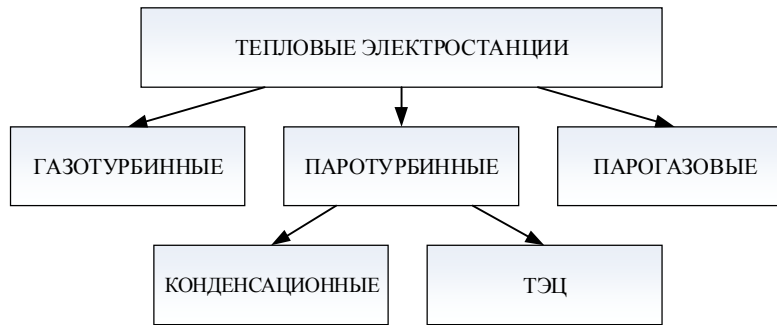 ТЕПЛОВЫЕ ЭЛЕКТРОСТАНЦИИ
ГАЗОТУРБИННЫЕ
ПАРОТУРБИННЫЕ
ПАРОГАЗОВЫЕ
КОНДЕНСАЦИОННЫЕ
ТЭЦ